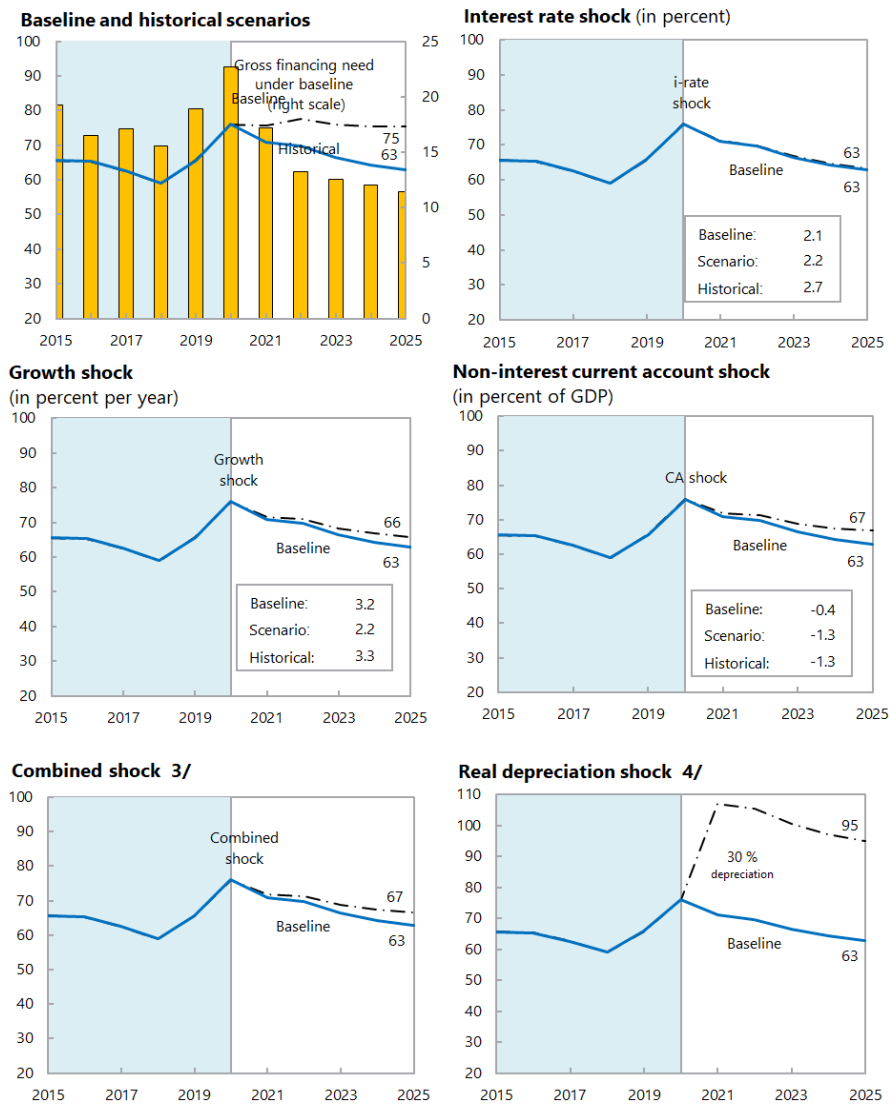 Baseline and historical scenarios
100
90
80
70
60
50
40
30
20
25
20
15
10
5
0
Gross financing need
under baseline
(right scale)
Baseline
Historical
75
63
2015 2017 2019 2021 2023 2025
Interest rate shock (in percent)
100
90
80
70
60
50
40
30
20
i-rate
shock
Baseline
63
63
Baseline: 2.1
Scenario: 2.2
Historical: 2.7
2015 2017 2019 2021 2023 2025
Growth shock
(in percent per year)
100
90
80
70
60
50
40
30
20
Growth
shock
66
Baseline
63
Baseline: 3.2
Scenario: 2.2
Historical: 3.3
2015 2017 2019 2021 2023 2025
Non-interest current account shock
(in percent of GDP)
100
90
80
70
60
50
40
30
20
CA shock
67
Baseline
63
Baseline: -0.4
Scenario: -1.3
Historical: -1.3
2015 2017 2019 2021 2023 2025
Combined shock 3/
100
90
80
70
60
50
40
30
20
Combined
shock
67
Baseline
63
2015 2017 2019 2021 2023 2025
Real depreciation shock 4/
110
100
90
80
70
60
50
40
30
20
95
30 %
depreciation
Baseline
63
2015 2017 2019 2021 2023 2025